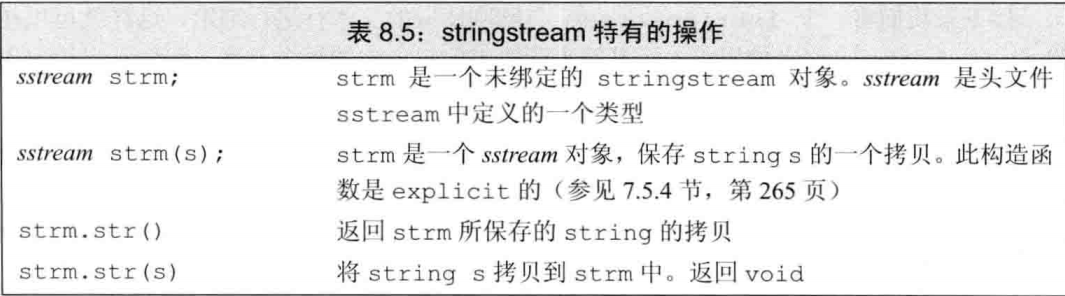 表 8.5：stringstream 特有的操作
sstream strm; strm 是一个未绑定的 stringstream 对象。sstream 是头文件
sstream 中定义的一个类型
sstream strm(s); strm 是一个 sstream 对象，保存 string s 的一个拷贝。此构造函
数是 explicit 的（参见 7.5.4 节，第 265 页）
strm.str() 返回 strm 所保存的 string 的拷贝
strm.str(s) 将 string s 拷贝到 strm 中。返回 void